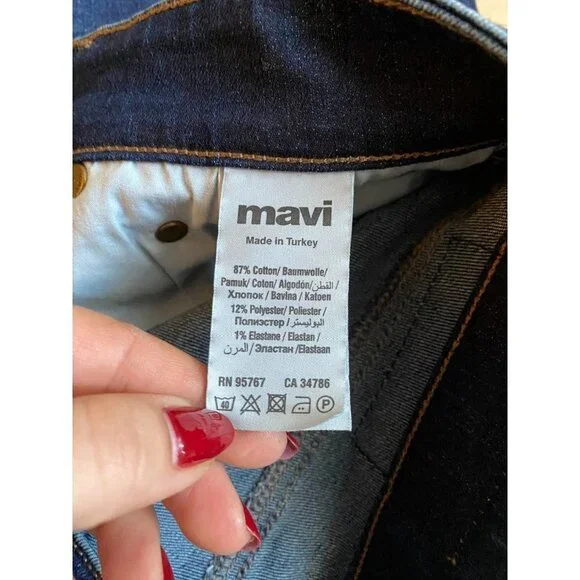 mavi
Made in Turkey
87% Cotton/ Baumwolle/
Pamuk/ Coton/ Algodón/ القطن /
Хлопок / Bavlna / Katoen
12% Polyester/ Poliester /
Полиэстер / البوليستر/
1% Elastane /Elastan /
المرن/ Эластан /Elastaan
RN 95767 CA 34786
40 P